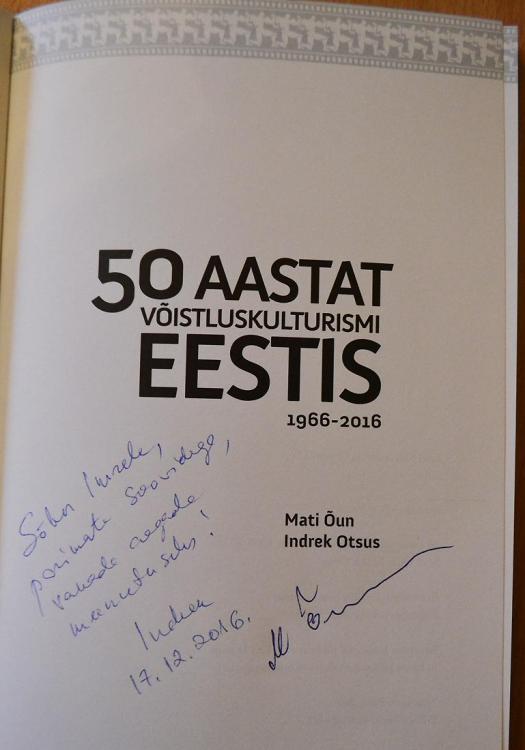 50 AASTAT
VÕISTLUSKULTURISMI
EESTIS
1966-2016
Mati Õun
Indrek Otsus
Sõber
parimate soovidega,
vanade aegade
meenutuseks!
Indrek
17.12.2016.
M Õun